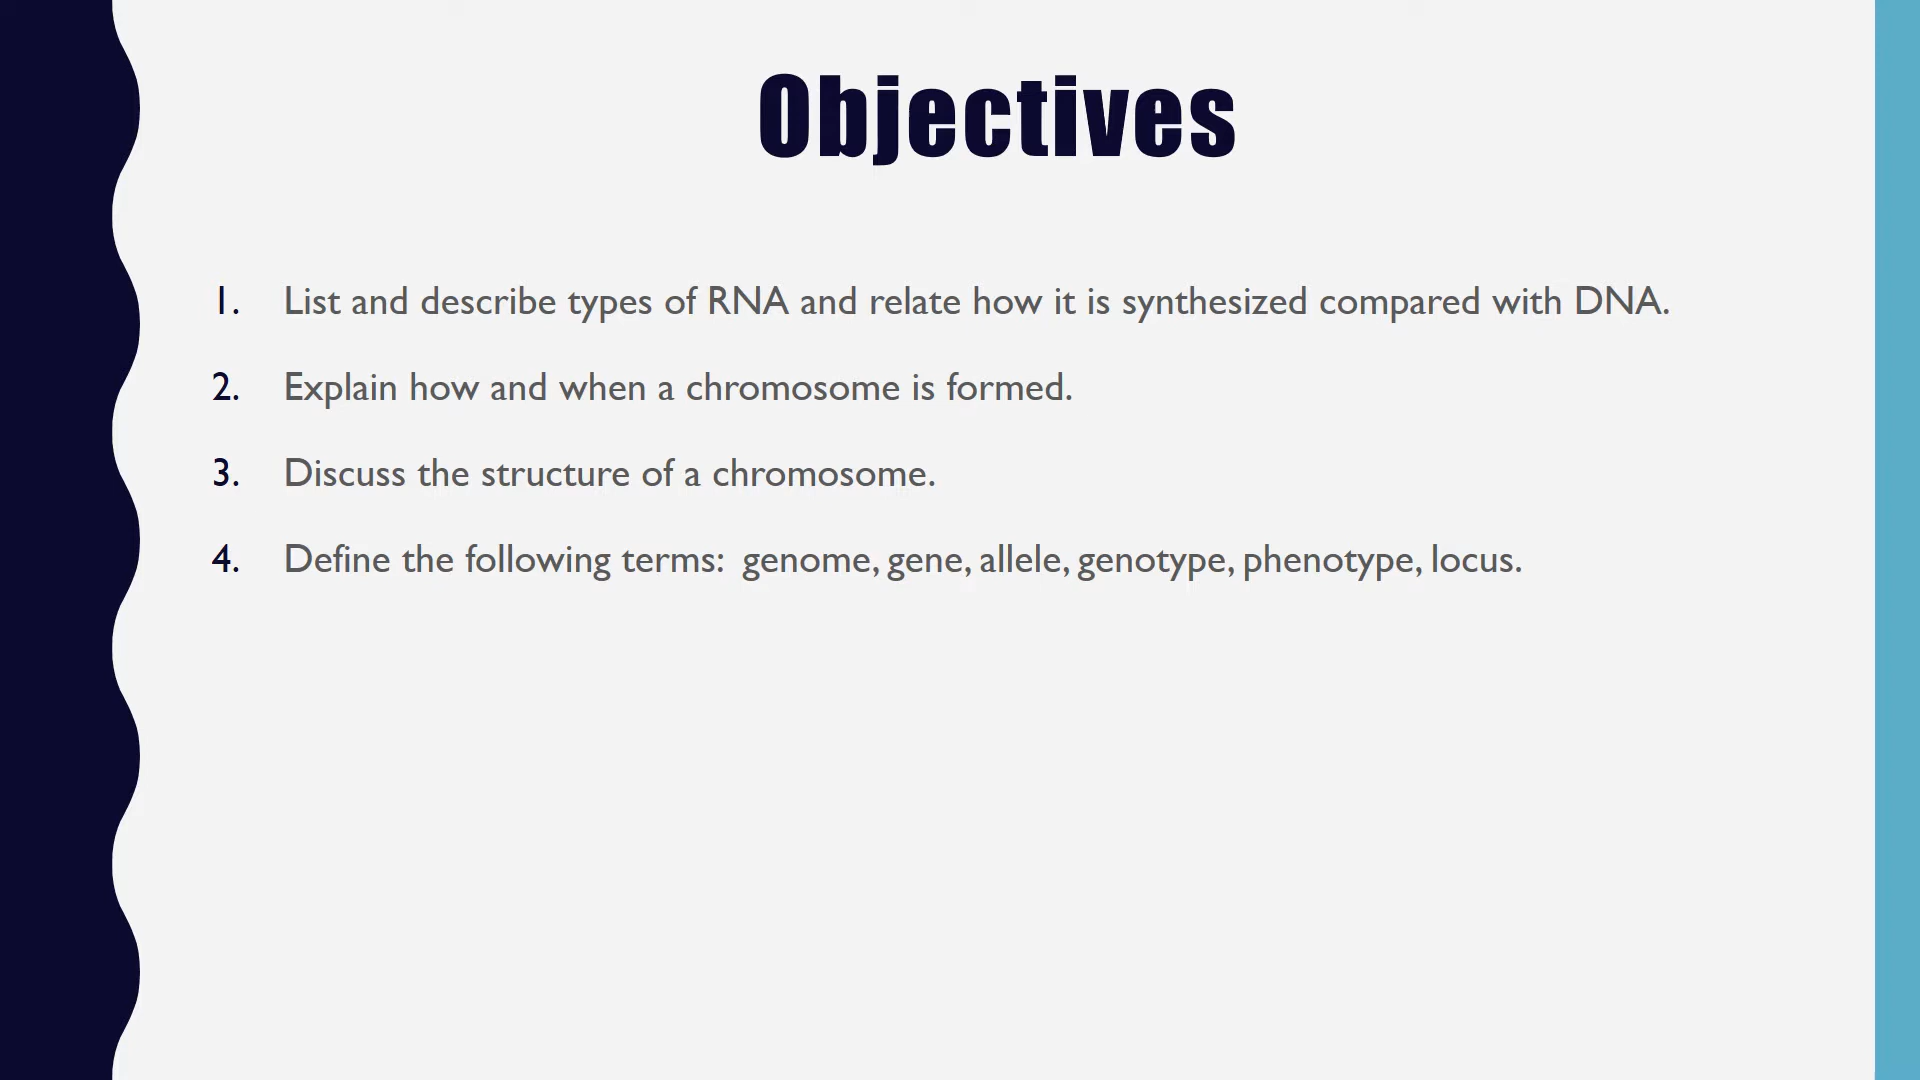 Objectives
1. List and describe types of RNA and relate how it is synthesized compared with DNA.
2. Explain how and when a chromosome is formed.
3. Discuss the structure of a chromosome.
4. Define the following terms:  genome, gene, allele, genotype, phenotype, locus.